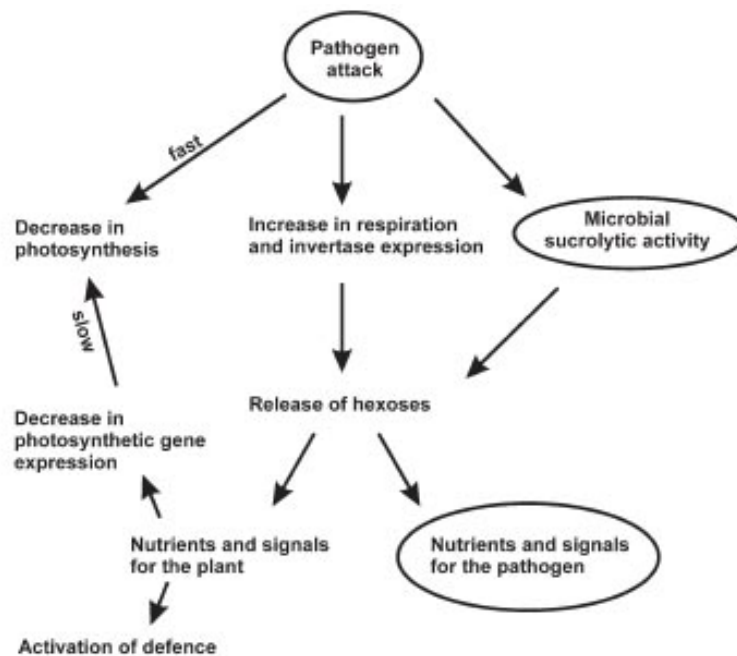 Pathogen
attack
fast
Decrease in
photosynthesis
Increase in respiration
and invertase expression
Microbial
sucrolytic activity
slow
Release of hexoses
Decrease in
photosynthetic gene
expression
Nutrients and signals
for the plant
Nutrients and signals
for the pathogen
Activation of defence